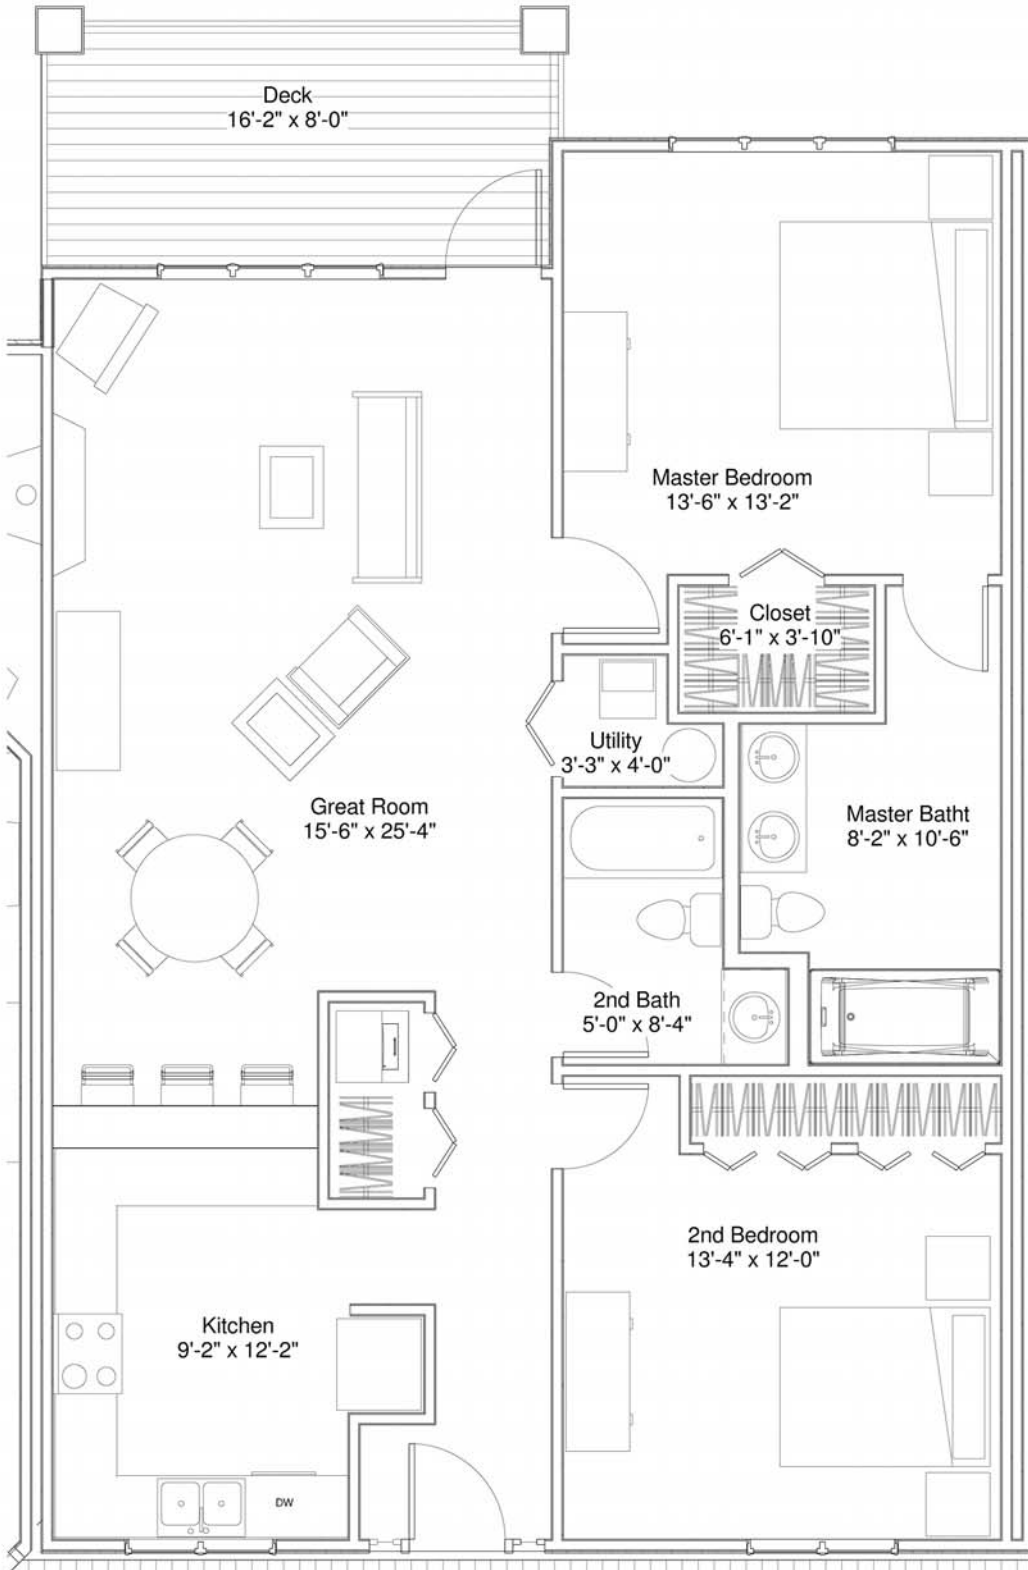 Deck
16'-2" x 8'-0"
Master Bedroom
13'-6" x 13'-2"
Closet
6'-1" x 3'-10"
Utility
3'-3" x 4'-0"
Great Room
15'-6" x 25'-4"
Master Batht
8'-2" x 10'-6"
2nd Bath
5'-0" x 8'-4"
2nd Bedroom
13'-4" x 12'-0"
Kitchen
9'-2" x 12'-2"
DW